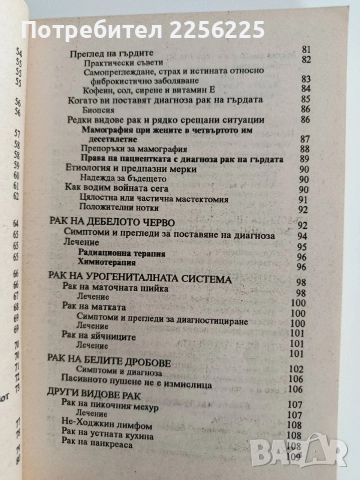 0882256295
Преглед на гърдите 81
Практически съвети 82
Самопреглеждане, страх и истината относно
фиброкистично заболяване 83
Кофеин, сол, сирене и витамин Е 84
Когато ви поставят диагноза рак на гърдата 85
Биопсия 86
Редки видове рак и рядко срещани ситуации 86
Мамография при жените в четвъртото им
десетилетие 87
Препоръки за мамография 88
Права на пациентката с диагноза рак на гърдата 89
Етиология и предпазни мерки 90
Надежда за бъдещето 90
Как водим войната сега 90
Цялостна или частична мастектомия 91
Положителни нотки 91
РАК НА ДЕБЕЛОТО ЧЕРВО 92
Симптоми и прегледи за поставяне на диагноза 94
Лечение 95
Радиационна терапия 96
Химиотерапия 96
РАК НА УРОГЕНИТАЛНАТА СИСТЕМА 98
Рак на маточната шийка 98
Лечение 100
Рак на матката 100
Симптоми и прегледи за диагностициране 100
Лечение 101
Рак на яйчниците 101
Лечение 101
РАК НА БЕЛИТЕ ДРОБОВЕ 102
Симптоми и диагноза 106
Пасивното пушене не е измислица 106
ДРУГИ ВИДОВЕ РАК 107
Рак на пикочния мехур 107
Лечение 107
Не-Ходжкин лимфом 108
Рак на устната кухина 108
Рак на панкреаса 109
bazar.bg